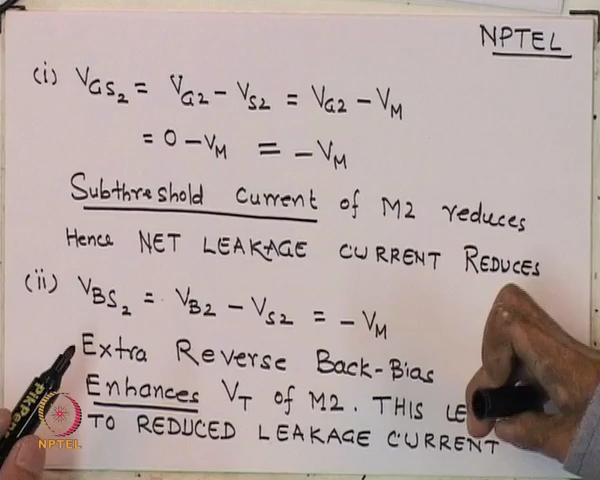 NPTEL
(i) VGS2 = VG2 - VS2 = VG2 - VM
= 0 - VM = - VM
Subthreshold current of M2 reduces
Hence NET LEAKAGE CURRENT REDUCES
(ii) VBS2 = VB2 - VS2 = - VM
Extra Reverse Back-Bias
Enhances VT of M2. THIS
TO REDUCED LEAKAGE CURRENT
NPTEL